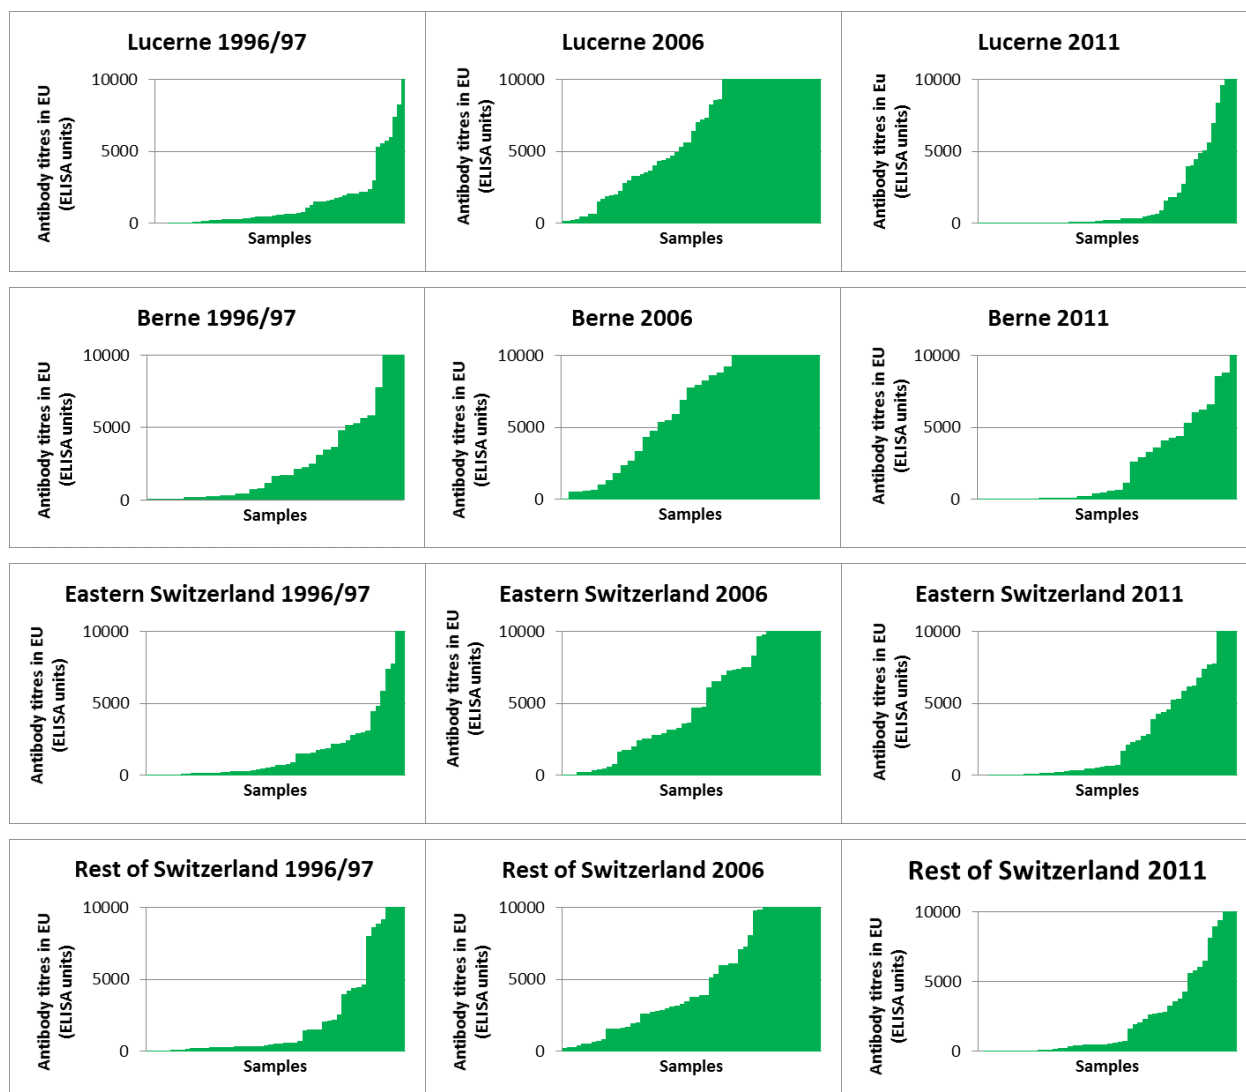 Lucerne 1996/97
Antibody titres in EU
(ELISA units)
10000
5000
0
Samples
Lucerne 2006
Antibody titres in EU
(ELISA units)
10000
5000
0
Samples
Lucerne 2011
Antibody titres in Eu
(ELISA units)
10000
5000
0
Samples
Berne 1996/97
Antibody titres in EU
(ELISA units)
10000
5000
0
Samples
Berne 2006
Antibody titres in EU
(ELISA units)
10000
5000
0
Samples
Berne 2011
Antibody titres in EU
(ELISA units)
10000
5000
0
Samples
Eastern Switzerland 1996/97
Antibody titres in EU
(ELISA units)
10000
5000
0
Samples
Eastern Switzerland 2006
Antibody titres in EU
(ELISA units)
10000
5000
0
Samples
Eastern Switzerland 2011
Antibody titres in EU
(ELISA units)
10000
5000
0
Samples
Rest of Switzerland 1996/97
Antibody titres in EU
(ELISA units)
10000
5000
0
Samples
Rest of Switzerland 2006
Antibody titres in EU
(ELISA units)
10000
5000
0
Samples
Rest of Switzerland 2011
Antibody titres in EU
(ELISA units)
10000
5000
0
Samples